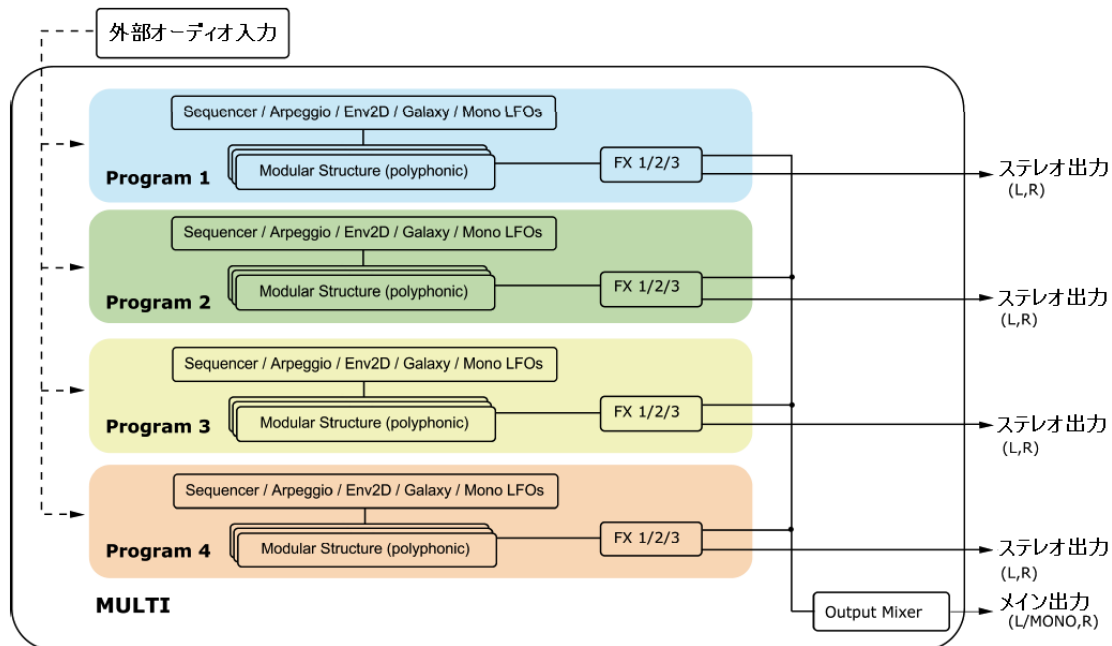 外部オーディオ入力
Sequencer / Arpeggio / Env2D / Galaxy / Mono LFOs
Modular Structure (polyphonic)
FX 1/2/3
Program 1
ステレオ出力
(L,R)
Sequencer / Arpeggio / Env2D / Galaxy / Mono LFOs
Modular Structure (polyphonic)
FX 1/2/3
Program 2
ステレオ出力
(L,R)
Sequencer / Arpeggio / Env2D / Galaxy / Mono LFOs
Modular Structure (polyphonic)
FX 1/2/3
Program 3
ステレオ出力
(L,R)
Sequencer / Arpeggio / Env2D / Galaxy / Mono LFOs
Modular Structure (polyphonic)
FX 1/2/3
Program 4
ステレオ出力
(L,R)
MULTI
Output Mixer
メイン出力
(L/MONO,R)